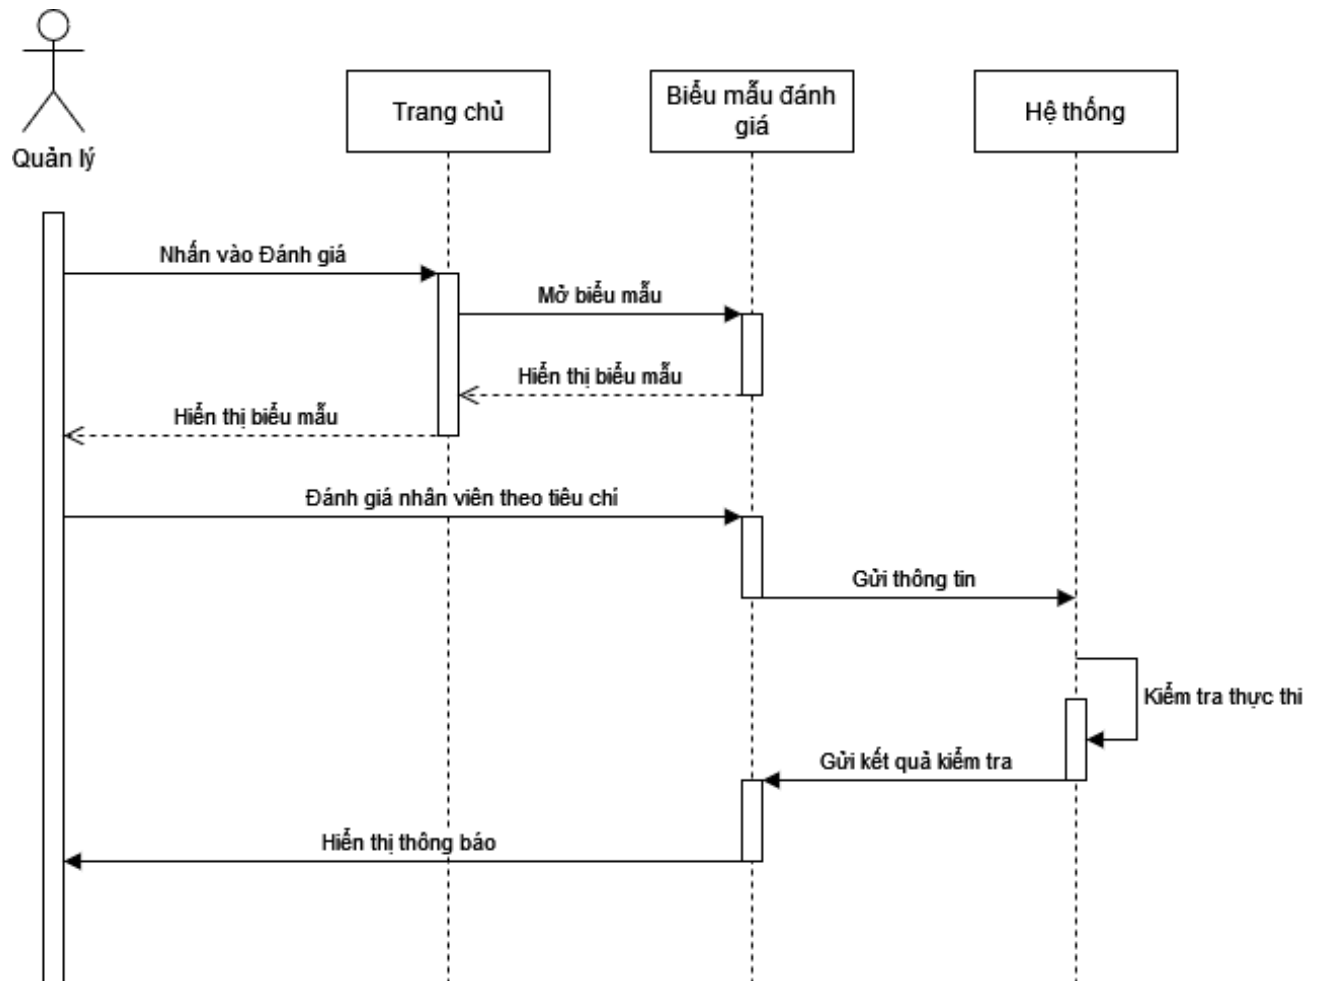 Quản lý
Trang chủ
Biểu mẫu đánh
giá
Hệ thống
Nhấn vào Đánh giá
Mở biểu mẫu
Hiển thị biểu mẫu
Hiển thị biểu mẫu
Đánh giá nhân viên theo tiêu chí
Gửi thông tin
Kiểm tra thực thi
Gửi kết quả kiểm tra
Hiển thị thông báo